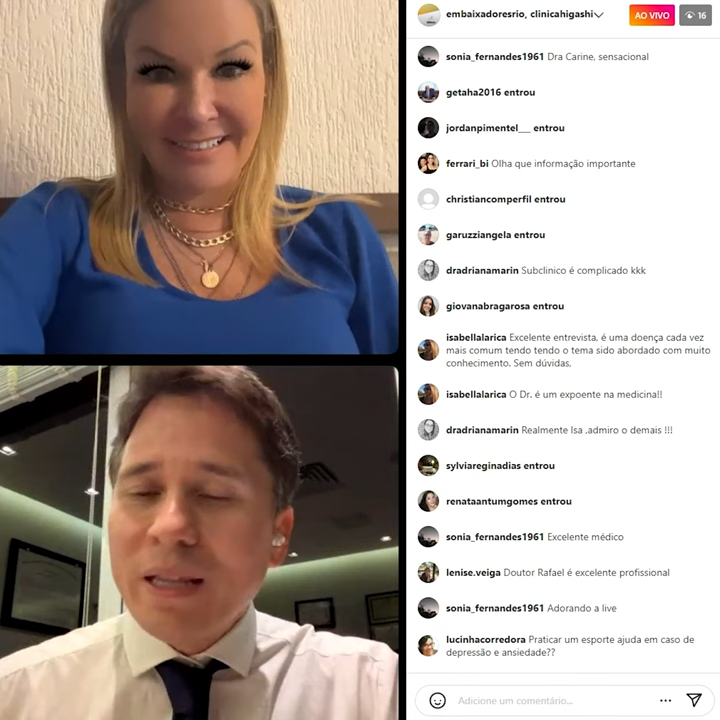 embaixadoresrio, clinicahigashi
AO VIVO
16
sonia_fernandes1961 Dra Carine, sensacional
getaha2016 entrou
jordanpimentel___ entrou
ferrari_bi Olha que informação importante
christiancomperfil entrou
garuzziangela entrou
dradrianamarin Subclinico é complicado kkk
giovanabragarosa entrou
isabellalarica Excelente entrevista, é uma doença cada vez
mais comum tendo tendo o tema sido abordado com muito
conhecimento. Sem dúvidas,
isabellalarica O Dr. é um expoente na medicina!!
dradrianamarin Realmente Isa ,admiro o demais !!!
sylviareginadias entrou
renataantumgomes entrou
sonia_fernandes1961 Excelente médico
lenise.veiga Doutor Rafael é excelente profissional
sonia_fernandes1961 Adorando a live
lucinhacorredora Praticar um esporte ajuda em caso de
depressão e ansiedade??
Adicione um comentário...